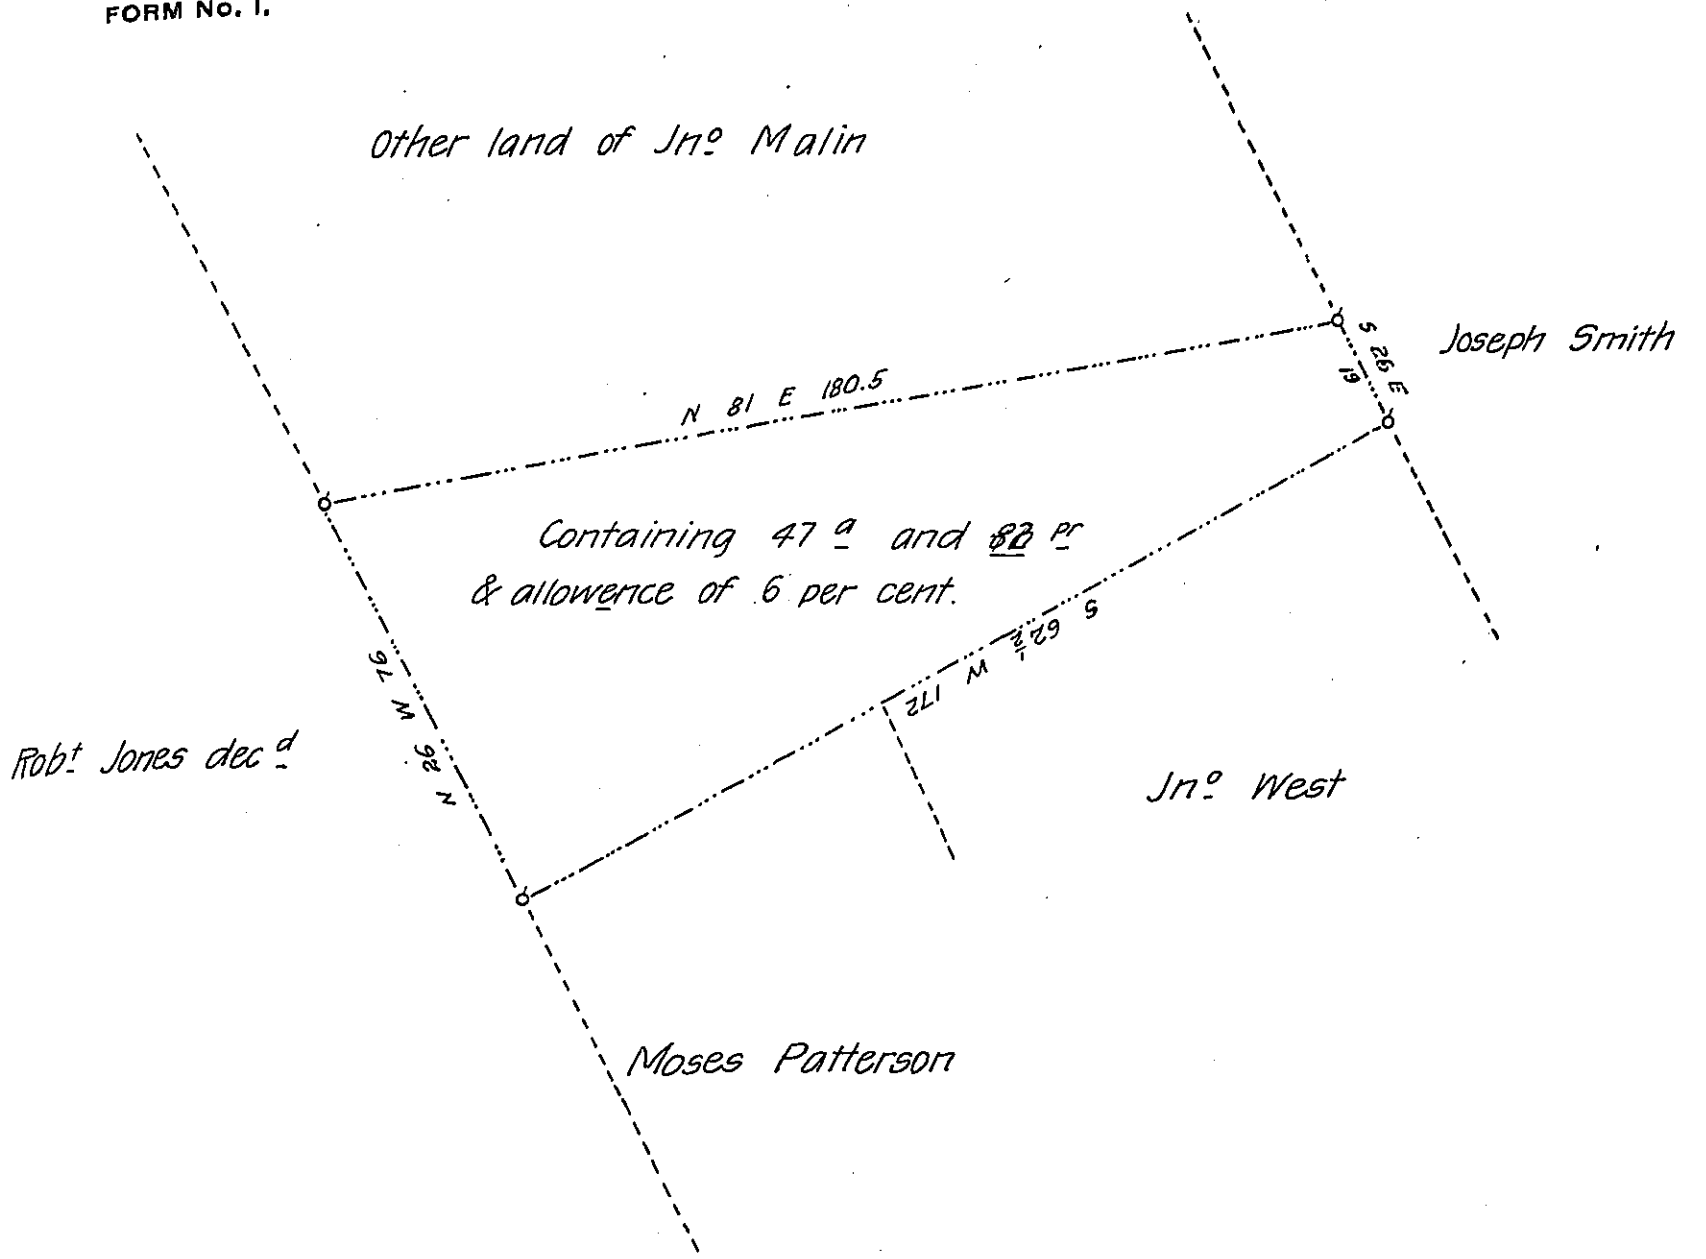 FORM No. 1.
Other land of Jnº Malin
Joseph Smith
S 26 E
19
N 81 E 180.5
Containing 47 a and pr
& allowence of 6 per cent.
S 62½ W 172
N 26 W 76
Robt Jones decd
Jnº West
Moses Patterson